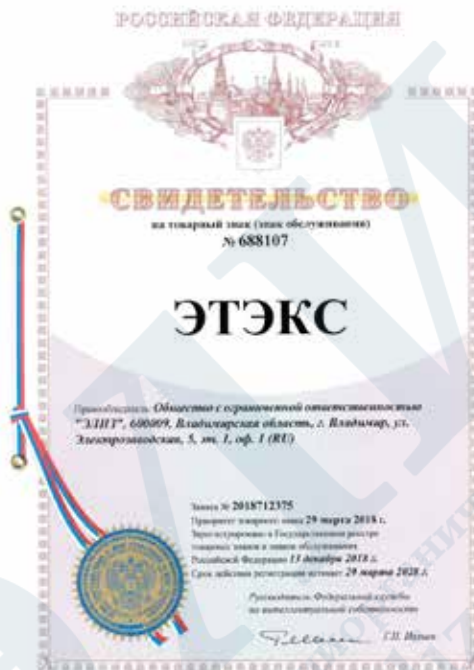 РОССИЙСКАЯ ФЕДЕРАЦИЯ
СВИДЕТЕЛЬСТВО
на товарный знак (знак обслуживания)
№ 688107
ЭТЭКС
Правообладатель: Общество с ограниченной ответственностью
"ЭЛИТ", 600009, Владимирская область, г. Владимир, ул.
Электрозаводская, 5, эт. 1, оф. 1 (RU)
Заявка № 2018712375
Приоритет товарного знака 29 марта 2018 г.
Зарегистрировано в Государственном реестре
товарных знаков и знаков обслуживания
Российской Федерации 13 декабря 2018 г.
Срок действия регистрации истекает 29 марта 2028 г.
Руководитель Федеральной службы
по интеллектуальной собственности
Г.П. Ивлиев